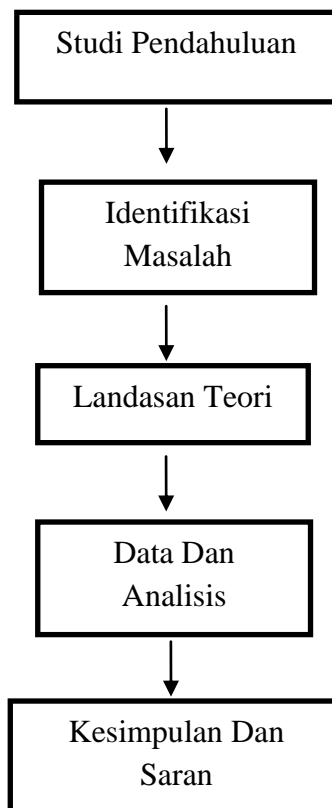 Studi Pendahuluan
Identifikasi
Masalah
Landasan Teori
Data Dan
Analisis
Kesimpulan Dan
Saran